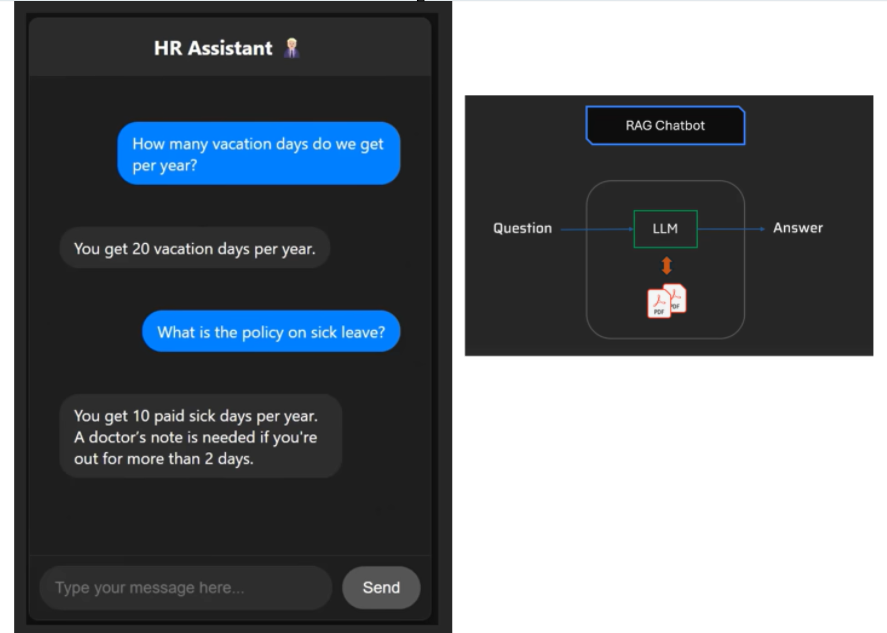 HR Assistant
How many vacation days do we get
per year?
You get 20 vacation days per year.
What is the policy on sick leave?
You get 10 paid sick days per year.
A doctor's note is needed if you're
out for more than 2 days.
Type your message here...
Send
RAG Chatbot
Question
LLM
Answer
PDF
PDF